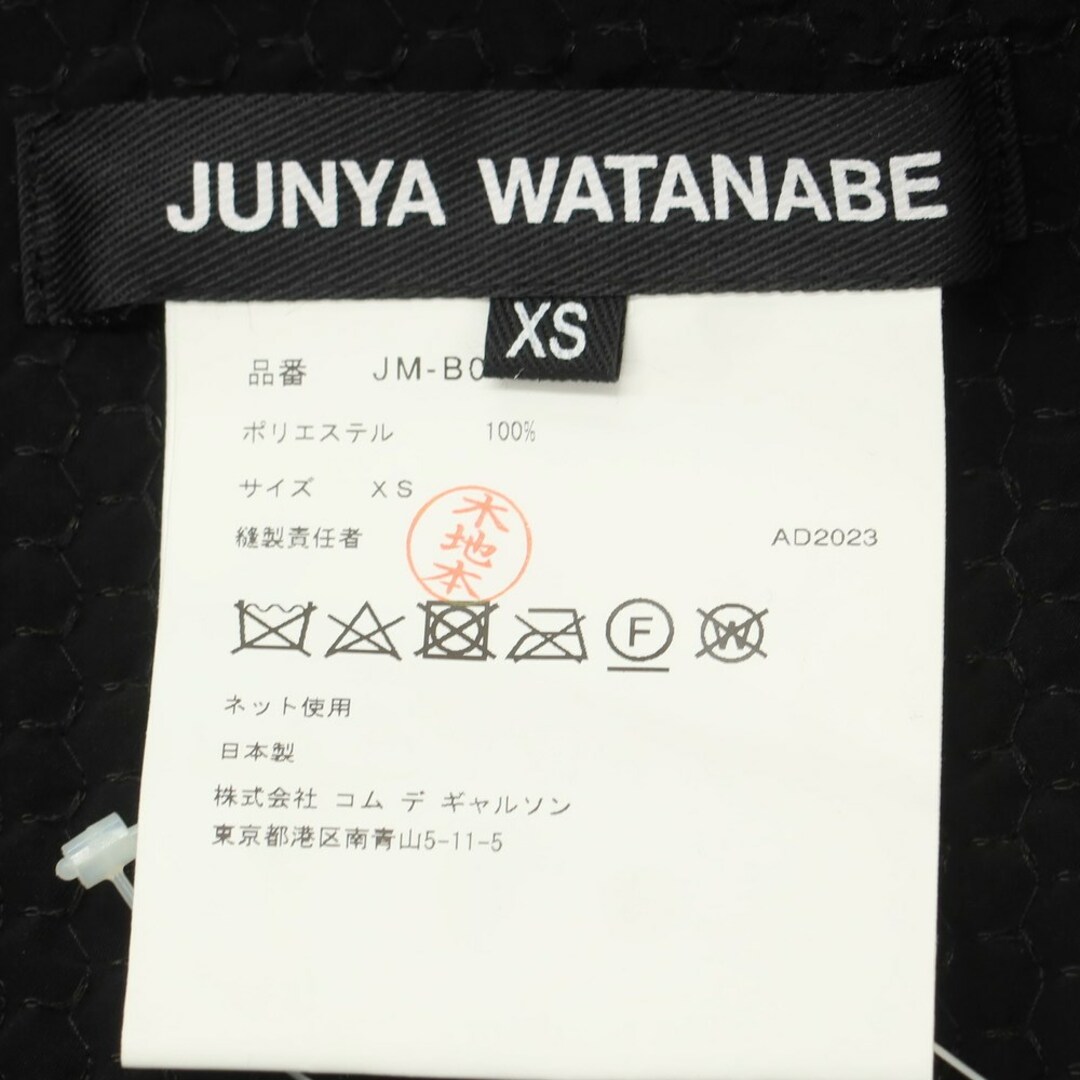 JUNYA WATANABE
XS
品番 JM-B0
ポリエステル 100%
サイズ XS
縫製責任者 木地本 AD2023
F W
ネット使用
日本製
株式会社 コム デ ギャルソン
東京都港区南青山5-11-5